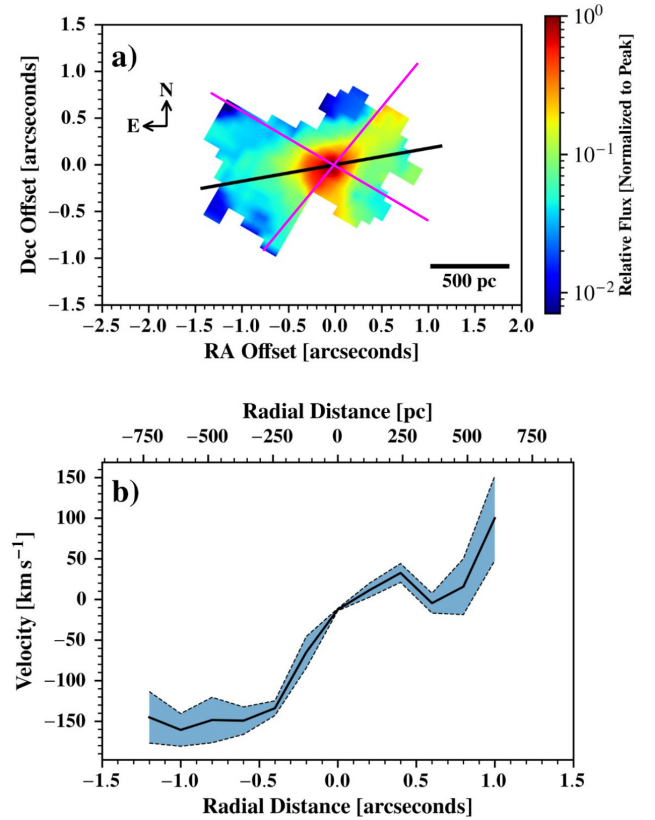 a)
N
E
500 pc
1.5
1.0
0.5
0.0
−0.5
−1.0
−1.5
Dec Offset [arcseconds]
−2.5 −2.0 −1.5 −1.0 −0.5 0.0 0.5 1.0 1.5 2.0
RA Offset [arcseconds]
10⁰
10⁻¹
10⁻²
Relative Flux [Normalized to Peak]
Radial Distance [pc]
−750 −500 −250 0 250 500 750
b)
150
100
50
0
−50
−100
−150
Velocity [km s⁻¹]
−1.5 −1.0 −0.5 0.0 0.5 1.0 1.5
Radial Distance [arcseconds]